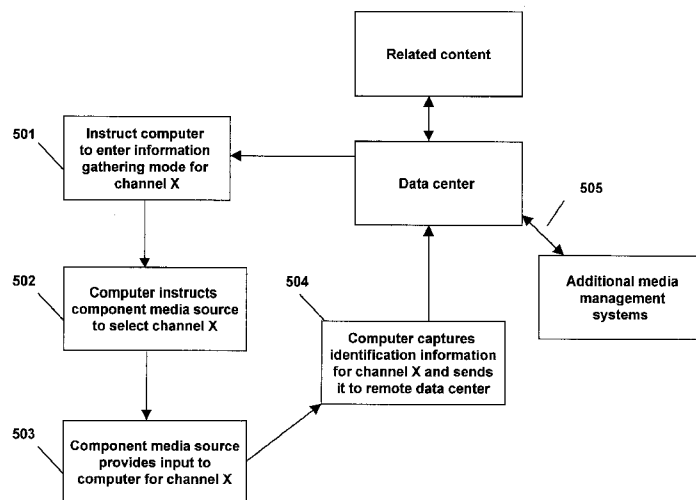 Related content
501
Instruct computer
to enter information
gathering mode for
channel X
Data center
505
502
Computer instructs
component media source
to select channel X
504
Computer captures
identification information
for channel X and sends
it to remote data center
Additional media
management
systems
503
Component media source
provides input to
computer for channel X